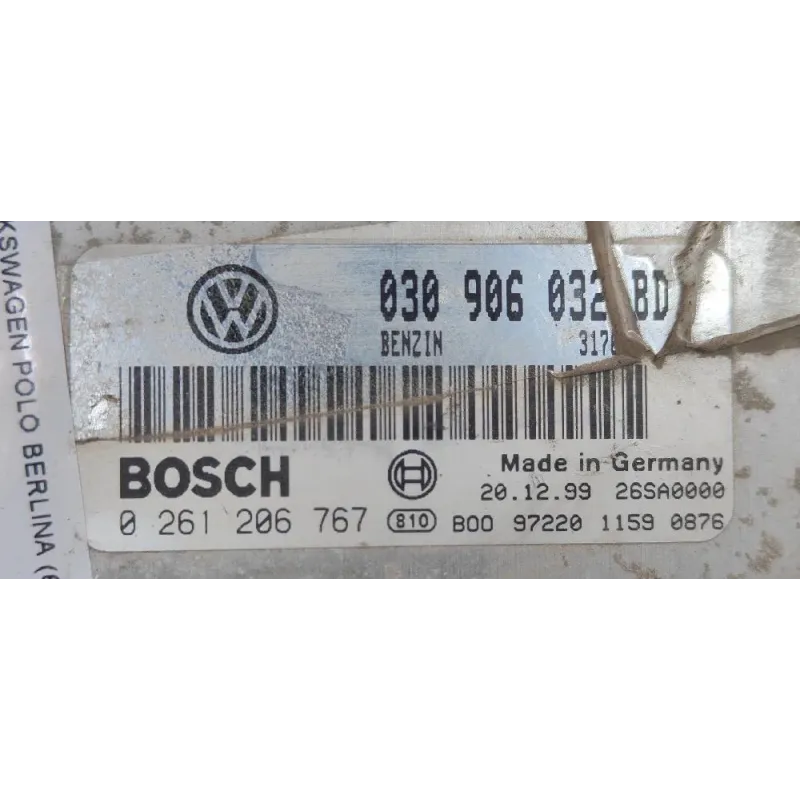 030 906 032 BD
BENZIN
BOSCH
Made in Germany
20.12.99 26SA0000
0 261 206 767 810 B00 97220 1159 0876
POLO BERLINA